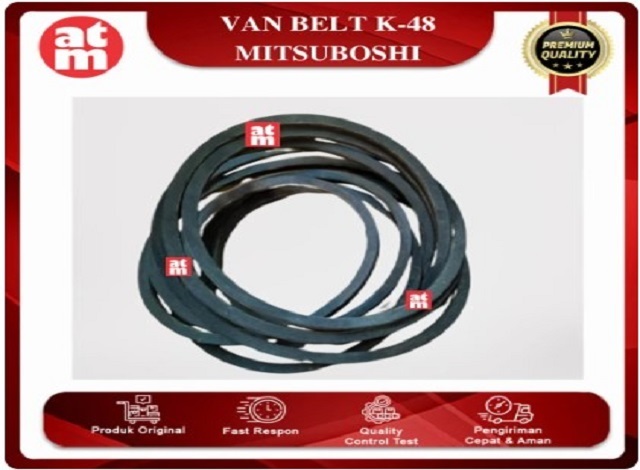 atm
VAN BELT K-48
MITSUBOSHI
PREMIUM
QUALITY
atm
atm
atm
Produk Original
Fast Respon
Quality
Control Test
Pengiriman
Cepat & Aman